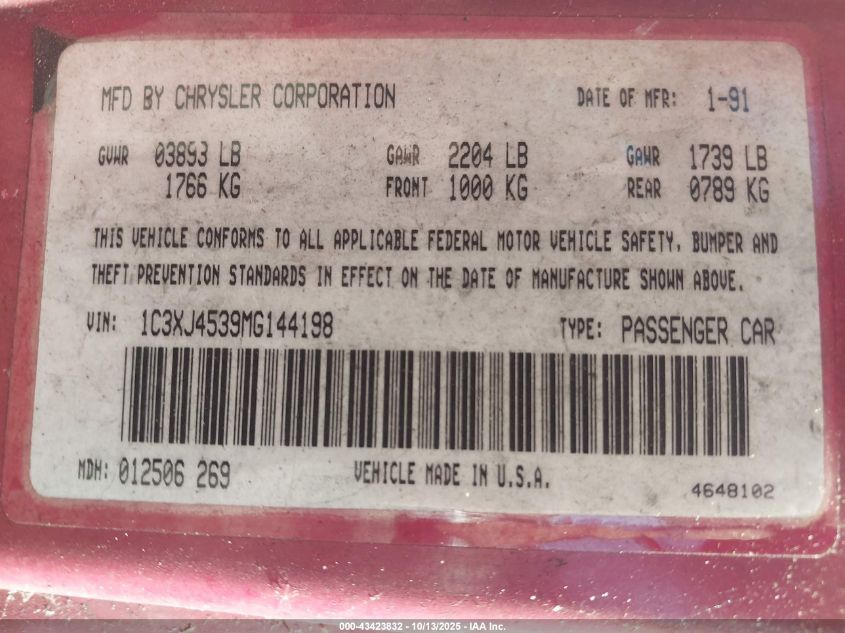 MFD BY CHRYSLER CORPORATION DATE OF MFR: 1-91
GVWR 03893 LB GAWR 2204 LB GAWR 1739 LB
1766 KG FRONT 1000 KG REAR 0789 KG
THIS VEHICLE CONFORMS TO ALL APPLICABLE FEDERAL MOTOR VEHICLE SAFETY, BUMPER AND
THEFT PREVENTION STANDARDS IN EFFECT ON THE DATE OF MANUFACTURE SHOWN ABOVE.
VIN: 1C3XJ4539MG144198 TYPE: PASSENGER CAR
MDH: 012506 269 VEHICLE MADE IN U.S.A. 4648102
000-43423832 - 10/13/2025 - IAA Inc.